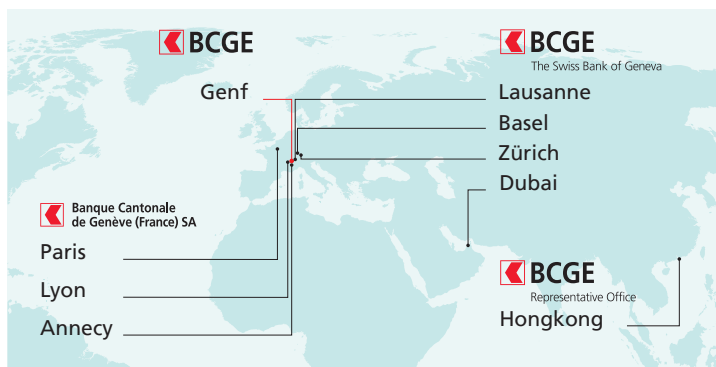 BCGE
Genf
Banque Cantonale
de Genève (France) SA
Paris
Lyon
Annecy
BCGE
The Swiss Bank of Geneva
Lausanne
Basel
Zürich
Dubai
BCGE
Representative Office
Hongkong